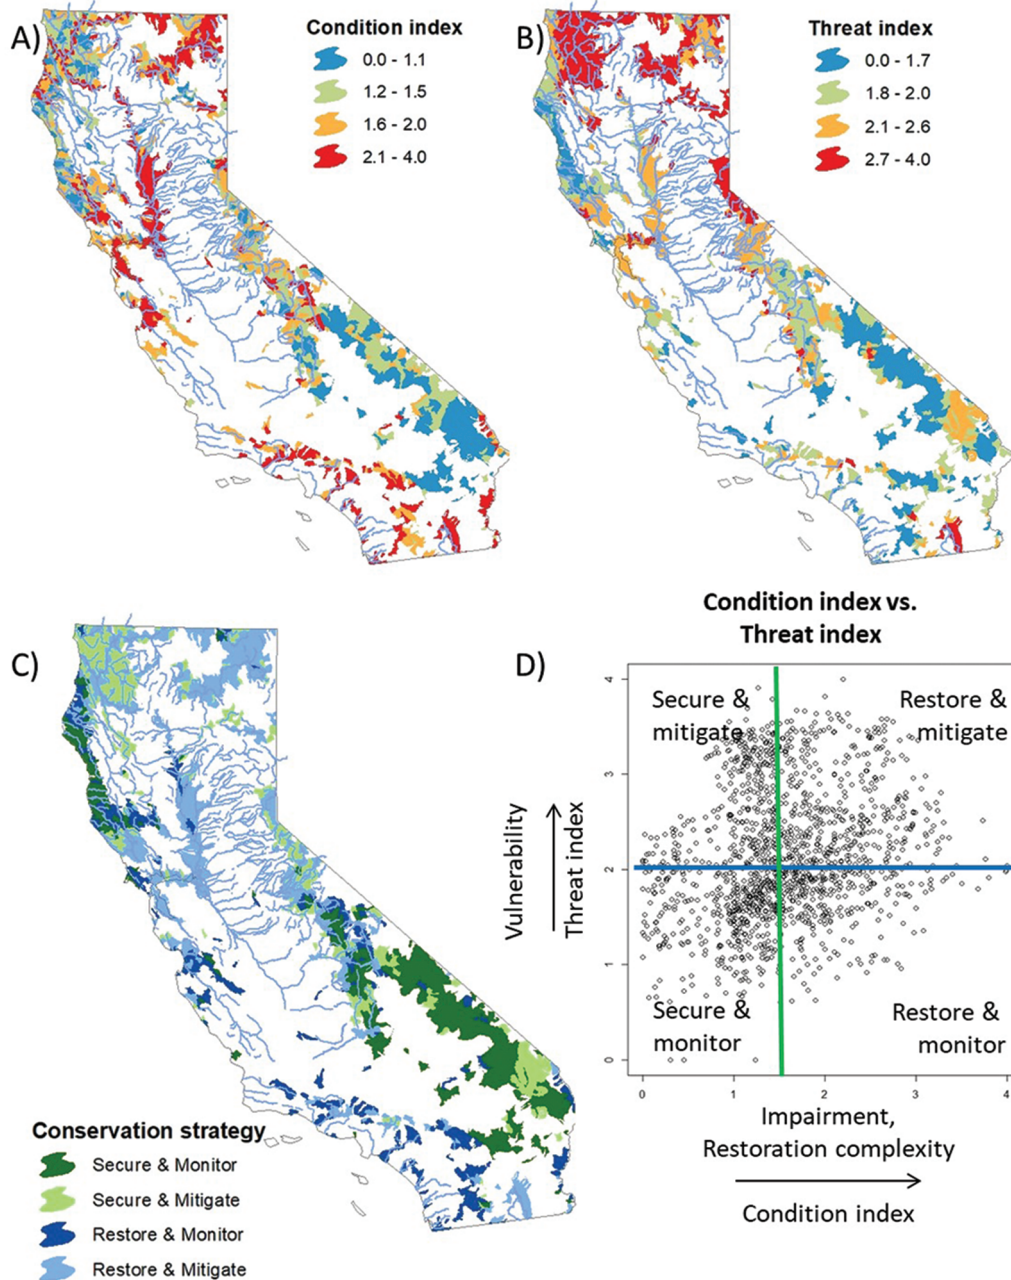 A)
Condition index
0.0 - 1.1
1.2 - 1.5
1.6 - 2.0
2.1 - 4.0
B)
Threat index
0.0 - 1.7
1.8 - 2.0
2.1 - 2.6
2.7 - 4.0
C)
Conservation strategy
Secure & Monitor
Secure & Mitigate
Restore & Monitor
Restore & Mitigate
D)
Condition index vs.
Threat index
Secure &
mitigate
Restore &
mitigate
Secure &
monitor
Restore &
monitor
Vulnerability
Threat index
4
3
2
1
0
0 1 2 3 4
Impairment,
Restoration complexity
Condition index